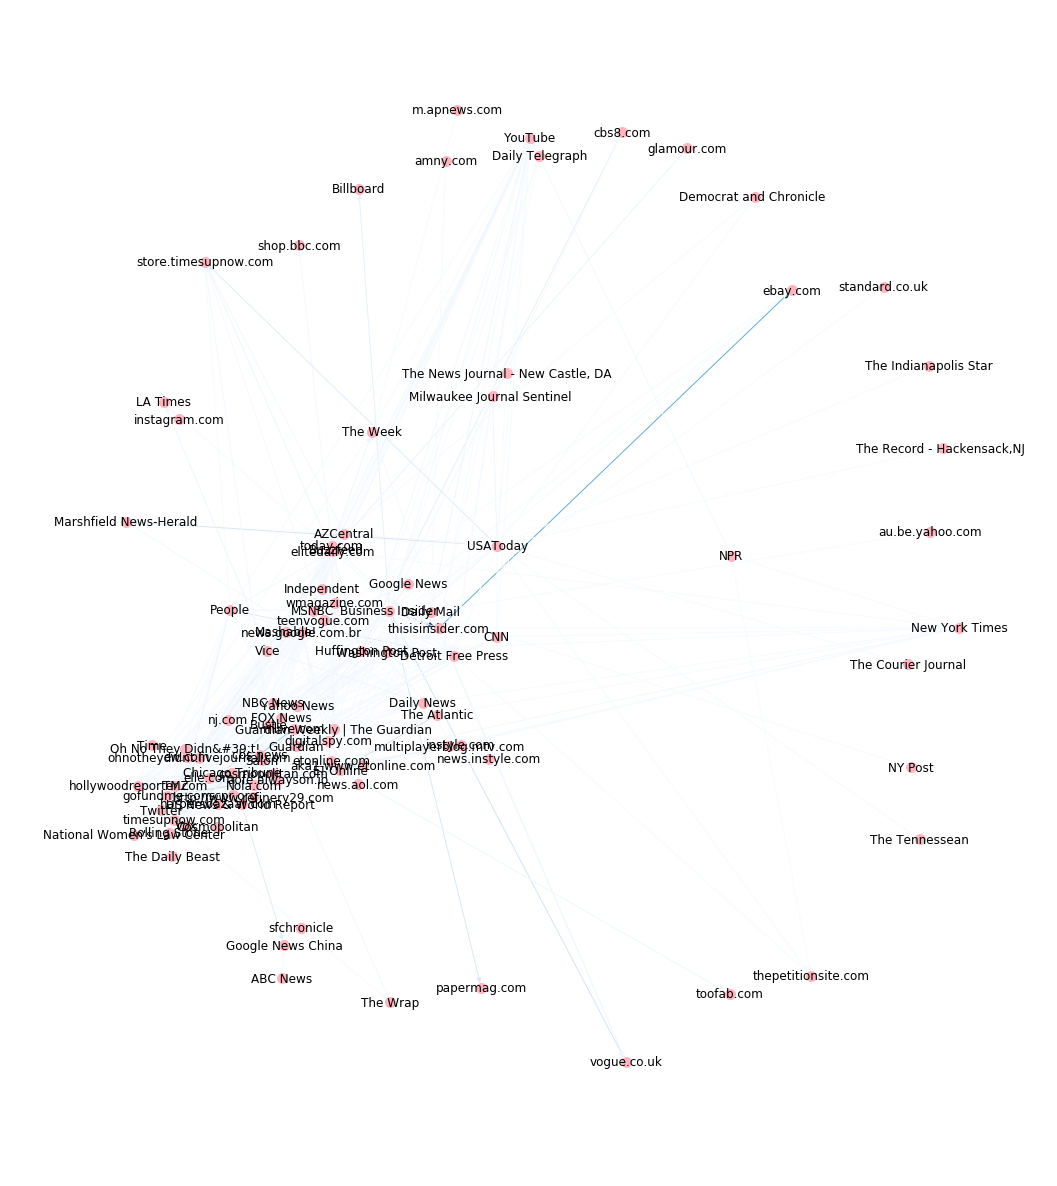 m.apnews.com
YouTube
cbs8.com
Daily Telegraph
glamour.com
amny.com
Billboard
Democrat and Chronicle
shop.bbc.com
store.timesupnow.com
ebay.com
standard.co.uk
The Indianapolis Star
The News Journal - New Castle, DA
Milwaukee Journal Sentinel
LA Times
instagram.com
The Week
The Record - Hackensack,NJ
Marshfield News-Herald
AZCentral
today.com
elitedaily.com
USAToday
au.be.yahoo.com
NPR
Google News
Independent
wmagazine.com
People
MSNBC
Business Insider
Daily Mail
teenvogue.com
thisisinsider.com
news.google.com.br
Mashable!
CNN
New York Times
Vice
Huffington Post
Washington Post
Detroit Free Press
The Courier Journal
NBC News
Yahoo News
Daily News
The Atlantic
nj.com
FOX News
Bustle
Guardian Weekly | The Guardian
digitalspy.com
Time
Oh No They Didn&#39;t!
Guardian
multiplayerblog.mtv.com
instyle.com
ohnotheydidnt.livejournal.com
cbs news
Salon
etonline.com
news.instyle.com
aka1-www.etonline.com
E! Online
NY Post
Chicago Tribune
cosmopolitan.com
elle.com
hollywoodreporter.com
TMZ
Nola.com
news.aol.com
gofundme.com
http://www.refinery29.com
US News & World Report
Twitter
timesupnow.com
Cosmopolitan
National Women's Law Center
Rolling Stone
The Tennessean
The Daily Beast
sfchronicle
Google News China
ABC News
thepetitionsite.com
papermag.com
toofab.com
The Wrap
vogue.co.uk